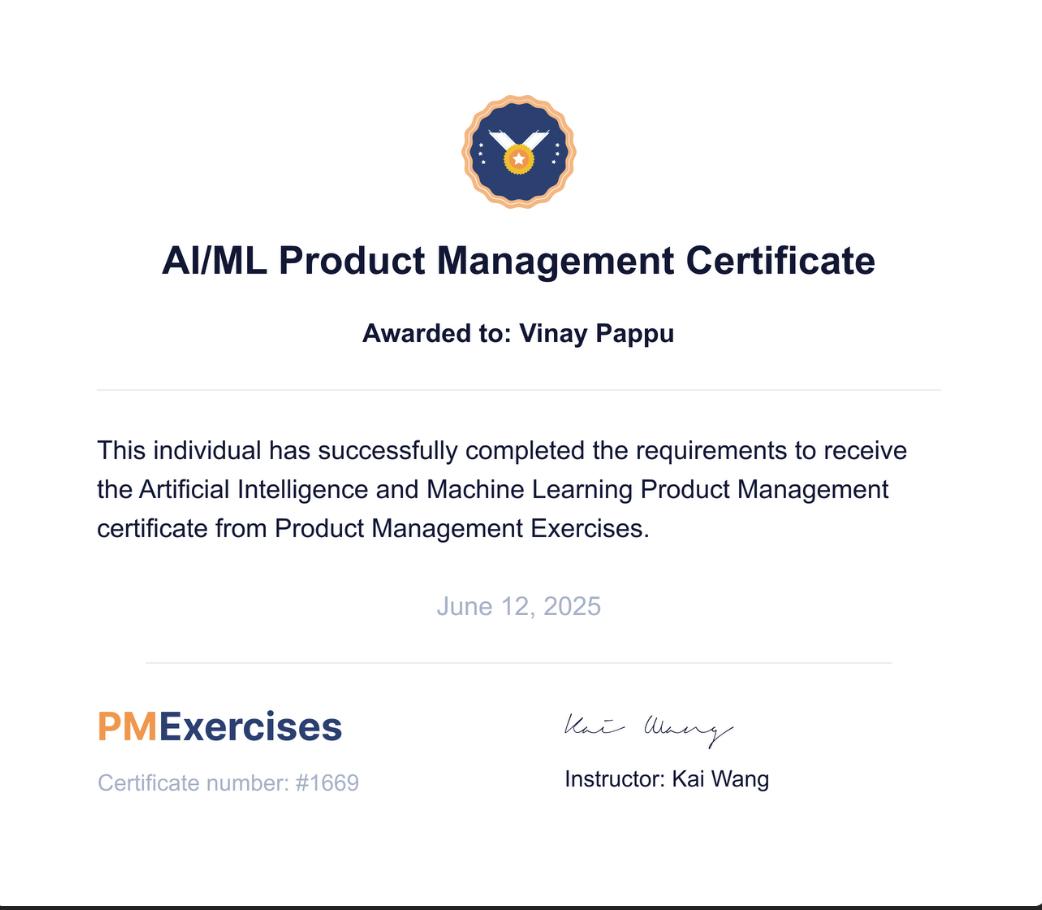 AI/ML Product Management Certificate
Awarded to: Vinay Pappu
This individual has successfully completed the requirements to receive
the Artificial Intelligence and Machine Learning Product Management
certificate from Product Management Exercises.
June 12, 2025
PMExercises
Kai Wang
Certificate number: #1669
Instructor: Kai Wang